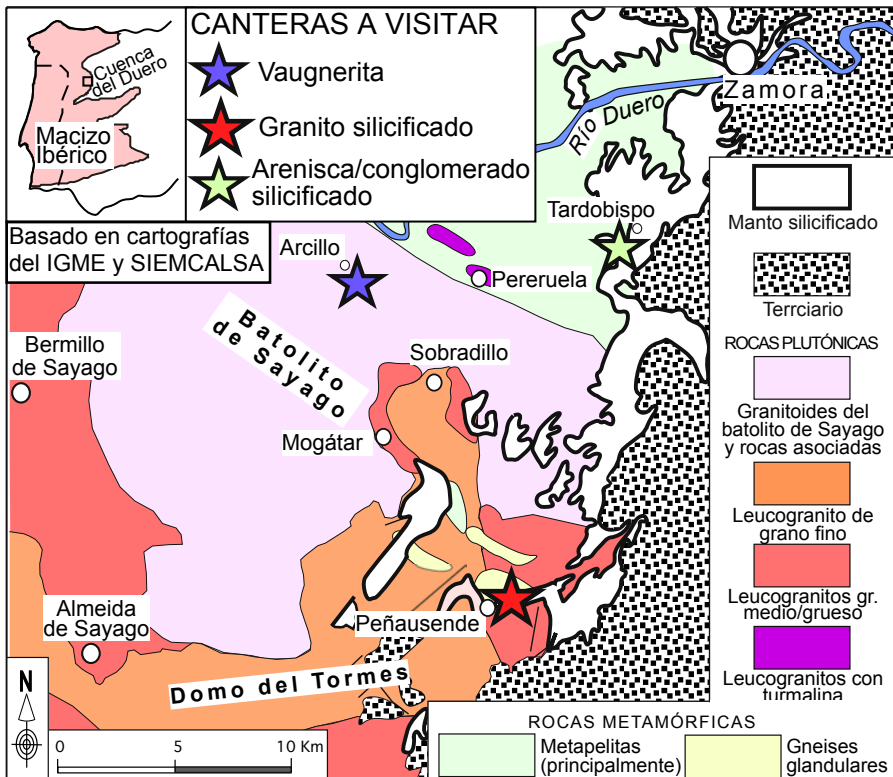 Cuenca
del Duero
Macizo
Ibérico
CANTERAS A VISITAR
Vaugnerita
Granito silicificado
Arenisca/conglomerado
silicificado
Basado en cartografías
del IGME y SIEMCALSA
Río Duero
Zamora
Tardobispo
Arcillo
Pereruela
Batolito
de Sayago
Bermillo
de Sayago
Sobradillo
Mogátar
Almeida
de Sayago
Peñausende
Domo del Tormes
N
0 5 10 Km
Manto silicificado
Terrciario
ROCAS PLUTÓNICAS
Granitoides del
batolito de Sayago
y rocas asociadas
Leucogranito de
grano fino
Leucogranitos gr.
medio/grueso
Leucogranitos con
turmalina
ROCAS METAMÓRFICAS
Metapelitas
(principalmente)
Gneises
glandulares